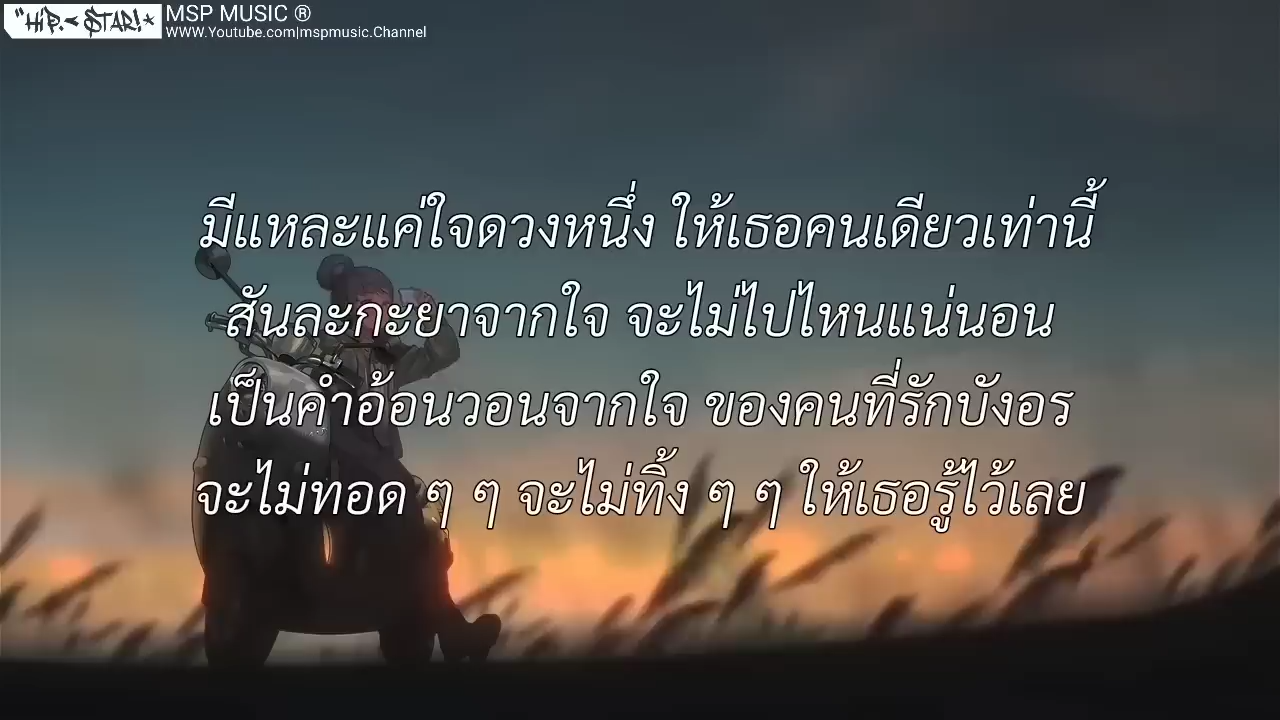 "HiP.< STAR!*
MSP MUSIC ®
WWW.Youtube.com|mspmusic.Channel
มีแหละแค่ใจดวงหนึ่ง ให้เธอคนเดียวเท่านี้
สันละกะยาจากใจ จะไม่ไปไหนแน่นอน
เป็นคำอ้อนวอนจากใจ ของคนที่รักบังอร
จะไม่ทอด ๆ ๆ จะไม่ทิ้ง ๆ ๆ ให้เธอรู้ไว้เลย